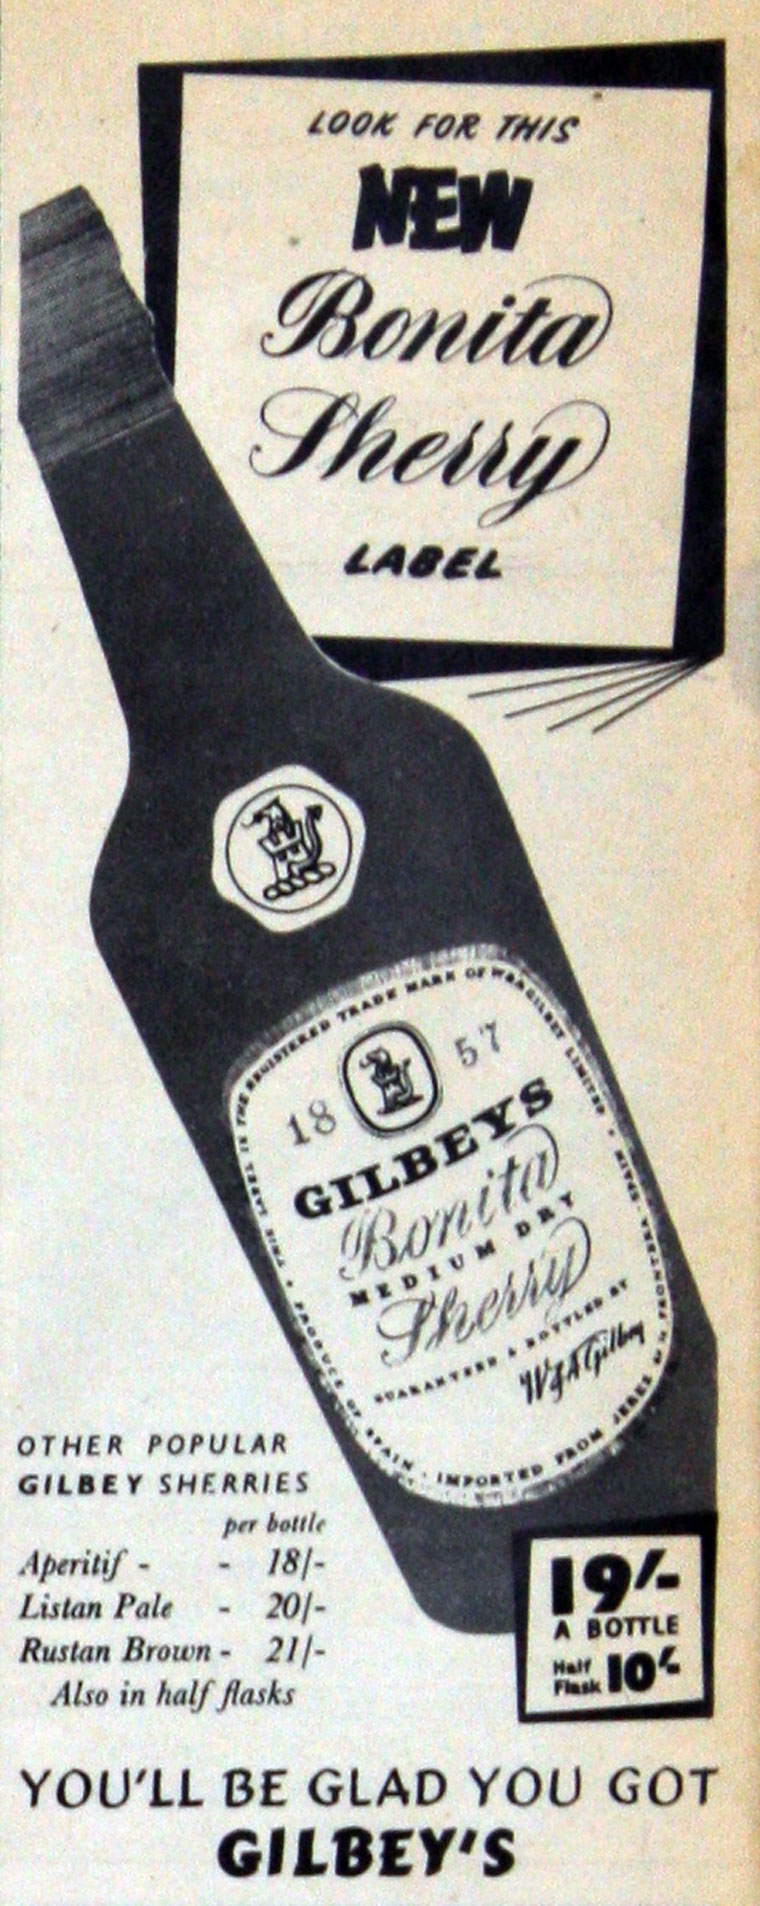 LOOK FOR THIS
NEW
Bonita
Sherry
LABEL
THIS LABEL IS THE REGISTERED TRADE MARK OF W&A GILBEY LIMITED
1857
GILBEYS
Bonita
MEDIUM DRY
Sherry
GUARANTEED & BOTTLED BY
W&A Gilbey
PRODUCE OF SPAIN · IMPORTED FROM JEREZ DE LA FRONTERA · SPAIN
OTHER POPULAR
GILBEY SHERRIES
per bottle
Aperitif - - 18/-
Listan Pale - 20/-
Rustan Brown - 21/-
Also in half flasks
19/-
A BOTTLE
Half Flask 10/-
YOU'LL BE GLAD YOU GOT
GILBEY'S